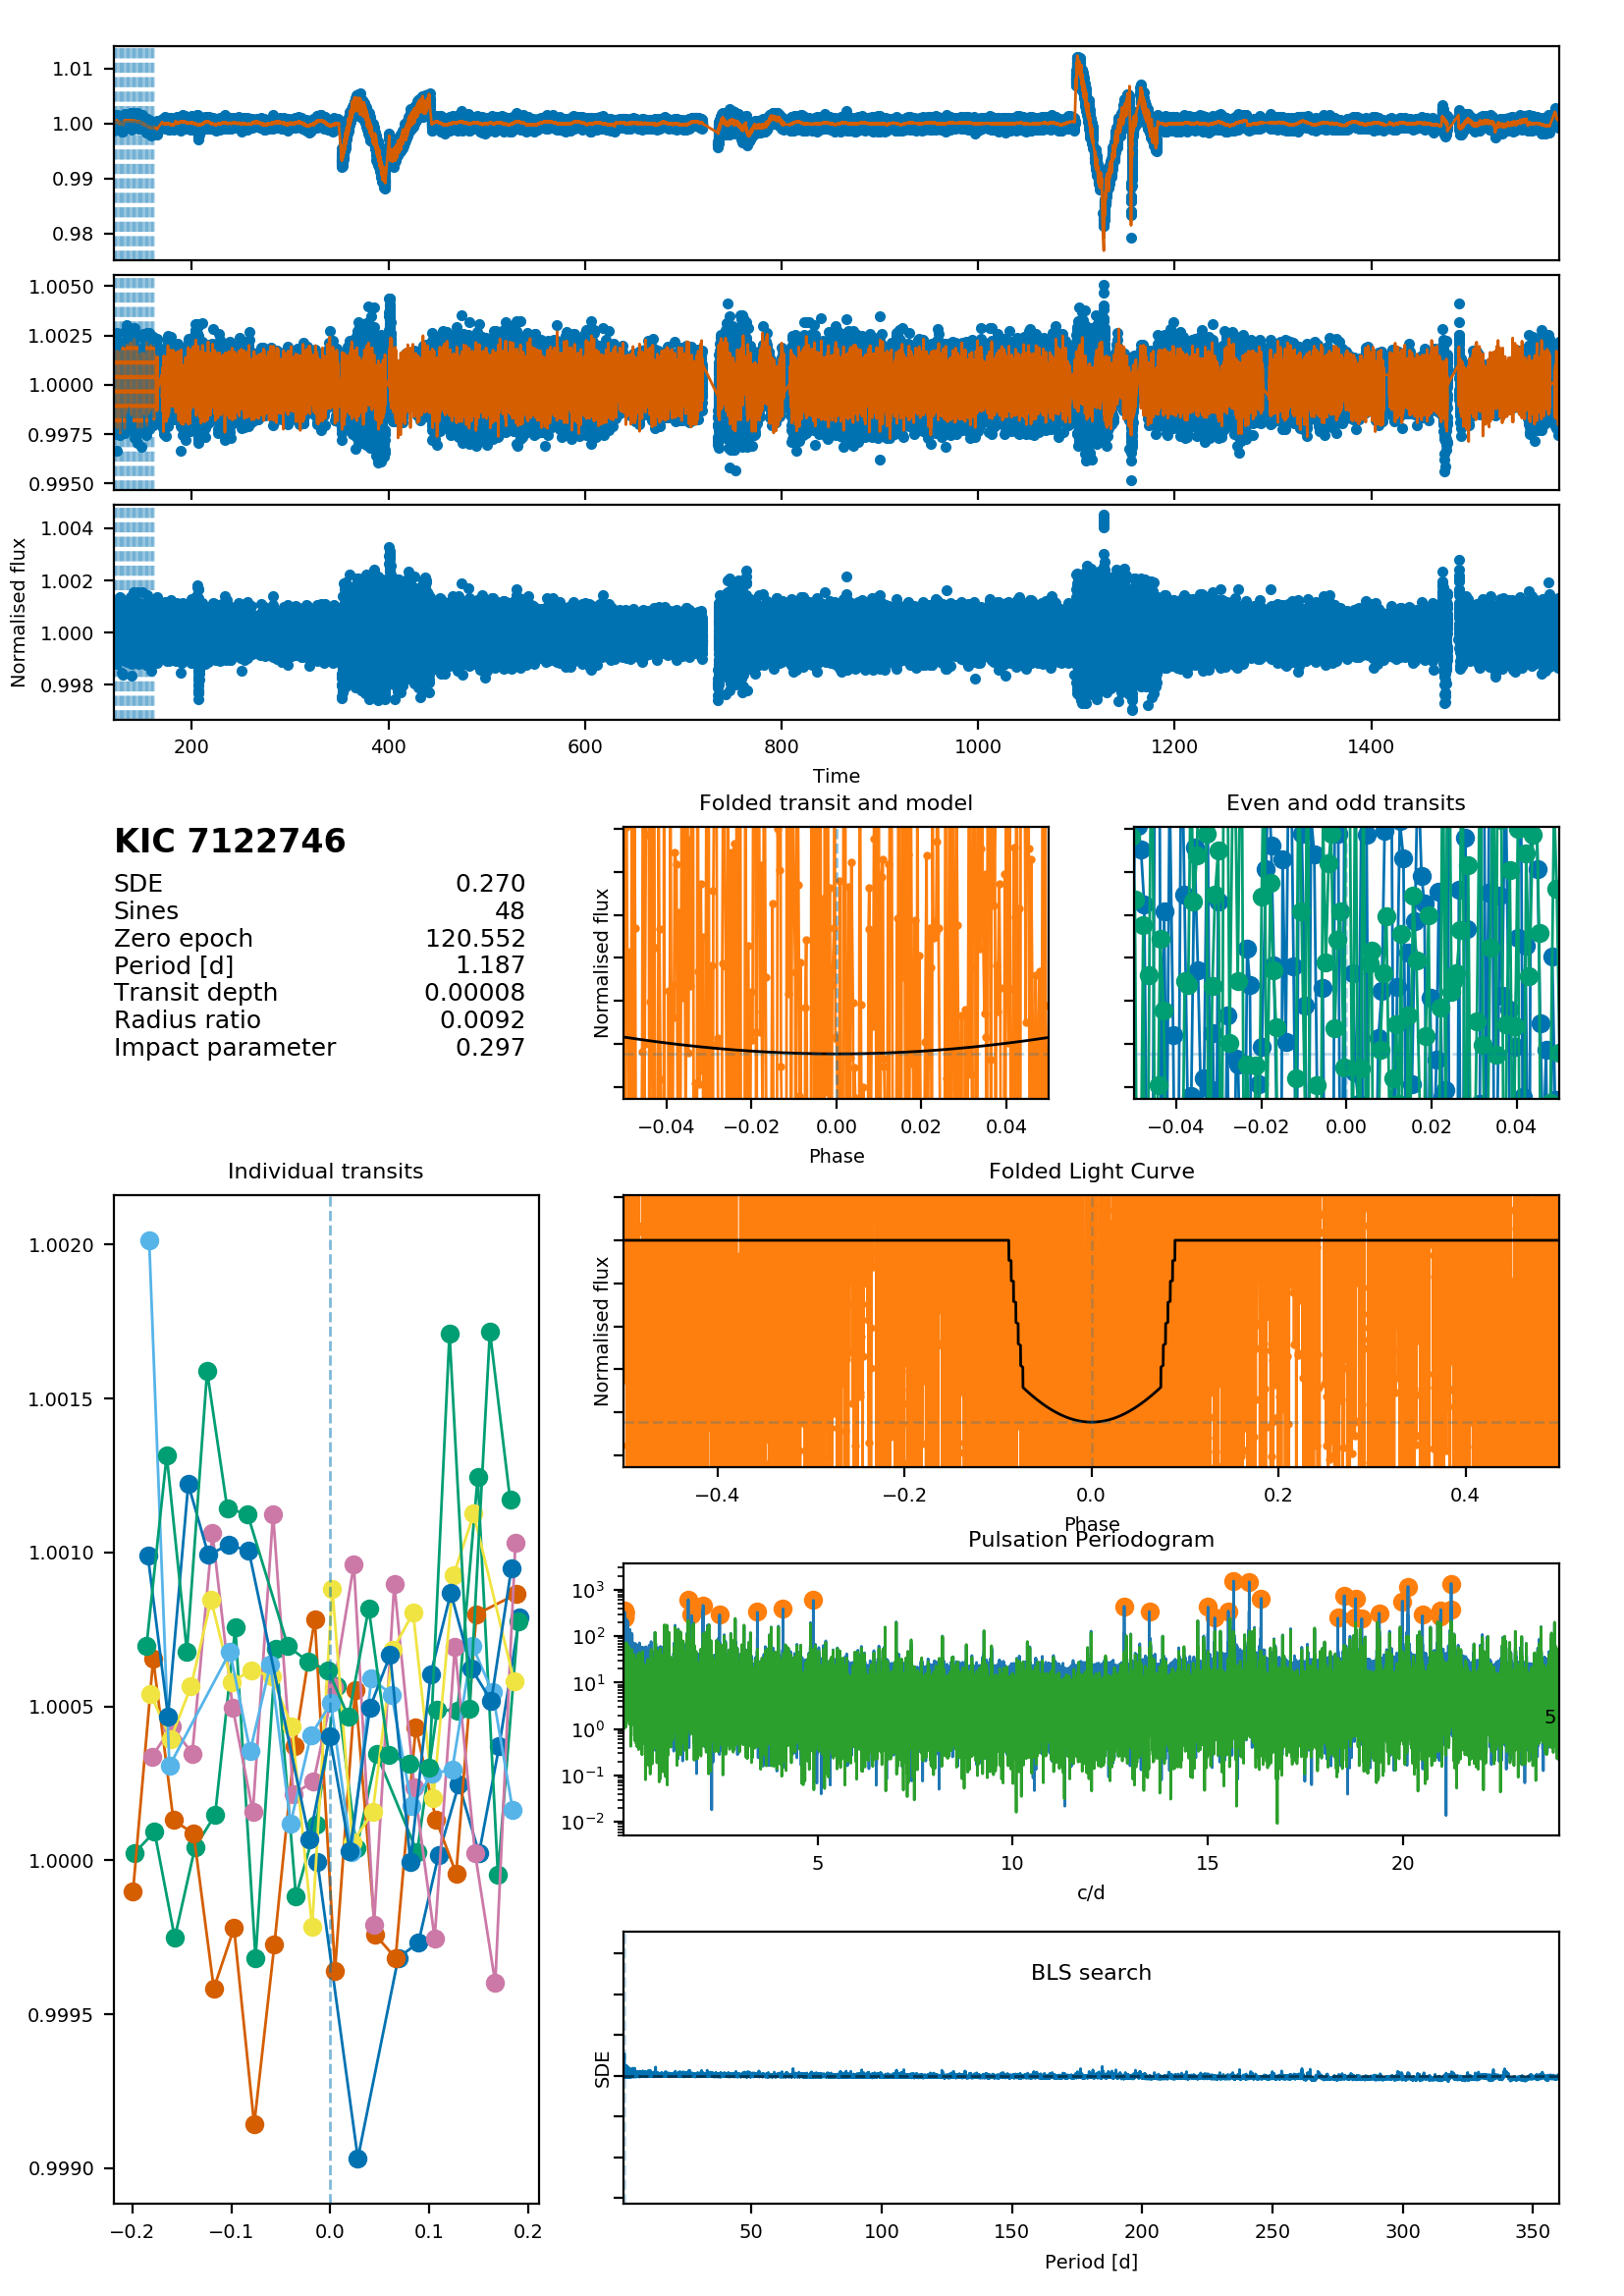 1.01
1.00
0.99
0.98
1.0050
1.0025
1.0000
0.9975
0.9950
1.004
1.002
1.000
0.998
Normalised flux
200 400 600 800 1000 1200 1400
Time
KIC 7122746
SDE 0.270
Sines 48
Zero epoch 120.552
Period [d] 1.187
Transit depth 0.00008
Radius ratio 0.0092
Impact parameter 0.297
Folded transit and model
Normalised flux
−0.04 −0.02 0.00 0.02 0.04
Phase
Even and odd transits
−0.04 −0.02 0.00 0.02 0.04
Individual transits
1.0020
1.0015
1.0010
1.0005
1.0000
0.9995
0.9990
−0.2 −0.1 0.0 0.1 0.2
Folded Light Curve
Normalised flux
−0.4 −0.2 0.0 0.2 0.4
Phase
Pulsation Periodogram
10³
10²
10¹
10⁰
10⁻¹
10⁻²
5
5 10 15 20
c/d
BLS search
SDE
50 100 150 200 250 300 350
Period [d]